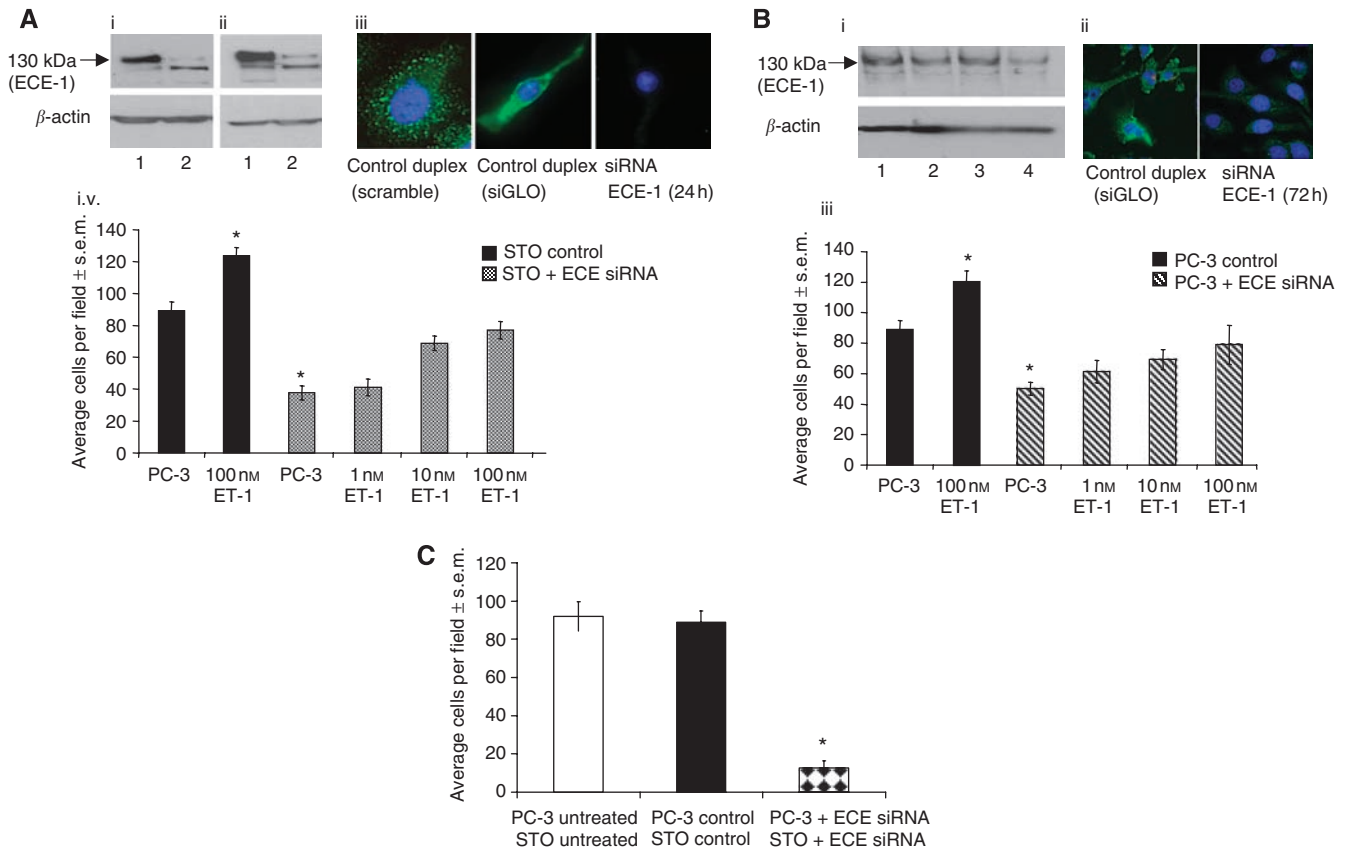 A
i
ii
iii
130 kDa
(ECE-1)
β-actin
1 2 1 2
Control duplex
(scramble)
Control duplex
(siGLO)
siRNA
ECE-1 (24 h)
i.v.
Average cells per field ± s.e.m.
140
120
100
80
60
40
20
0
*
*
STO control
STO + ECE siRNA
PC-3
100 nM
ET-1
PC-3
1 nM
ET-1
10 nM
ET-1
100 nM
ET-1
B
i
ii
130 kDa
(ECE-1)
β-actin
1 2 3 4
Control duplex
(siGLO)
siRNA
ECE-1 (72 h)
iii
Average cells per field ± s.e.m.
140
120
100
80
60
40
20
0
*
*
PC-3 control
PC-3 + ECE siRNA
PC-3
100 nM
ET-1
PC-3
1 nM
ET-1
10 nM
ET-1
100 nM
ET-1
C
Average cells per field ± s.e.m.
120
100
80
60
40
20
0
*
PC-3 untreated
STO untreated
PC-3 control
STO control
PC-3 + ECE siRNA
STO + ECE siRNA